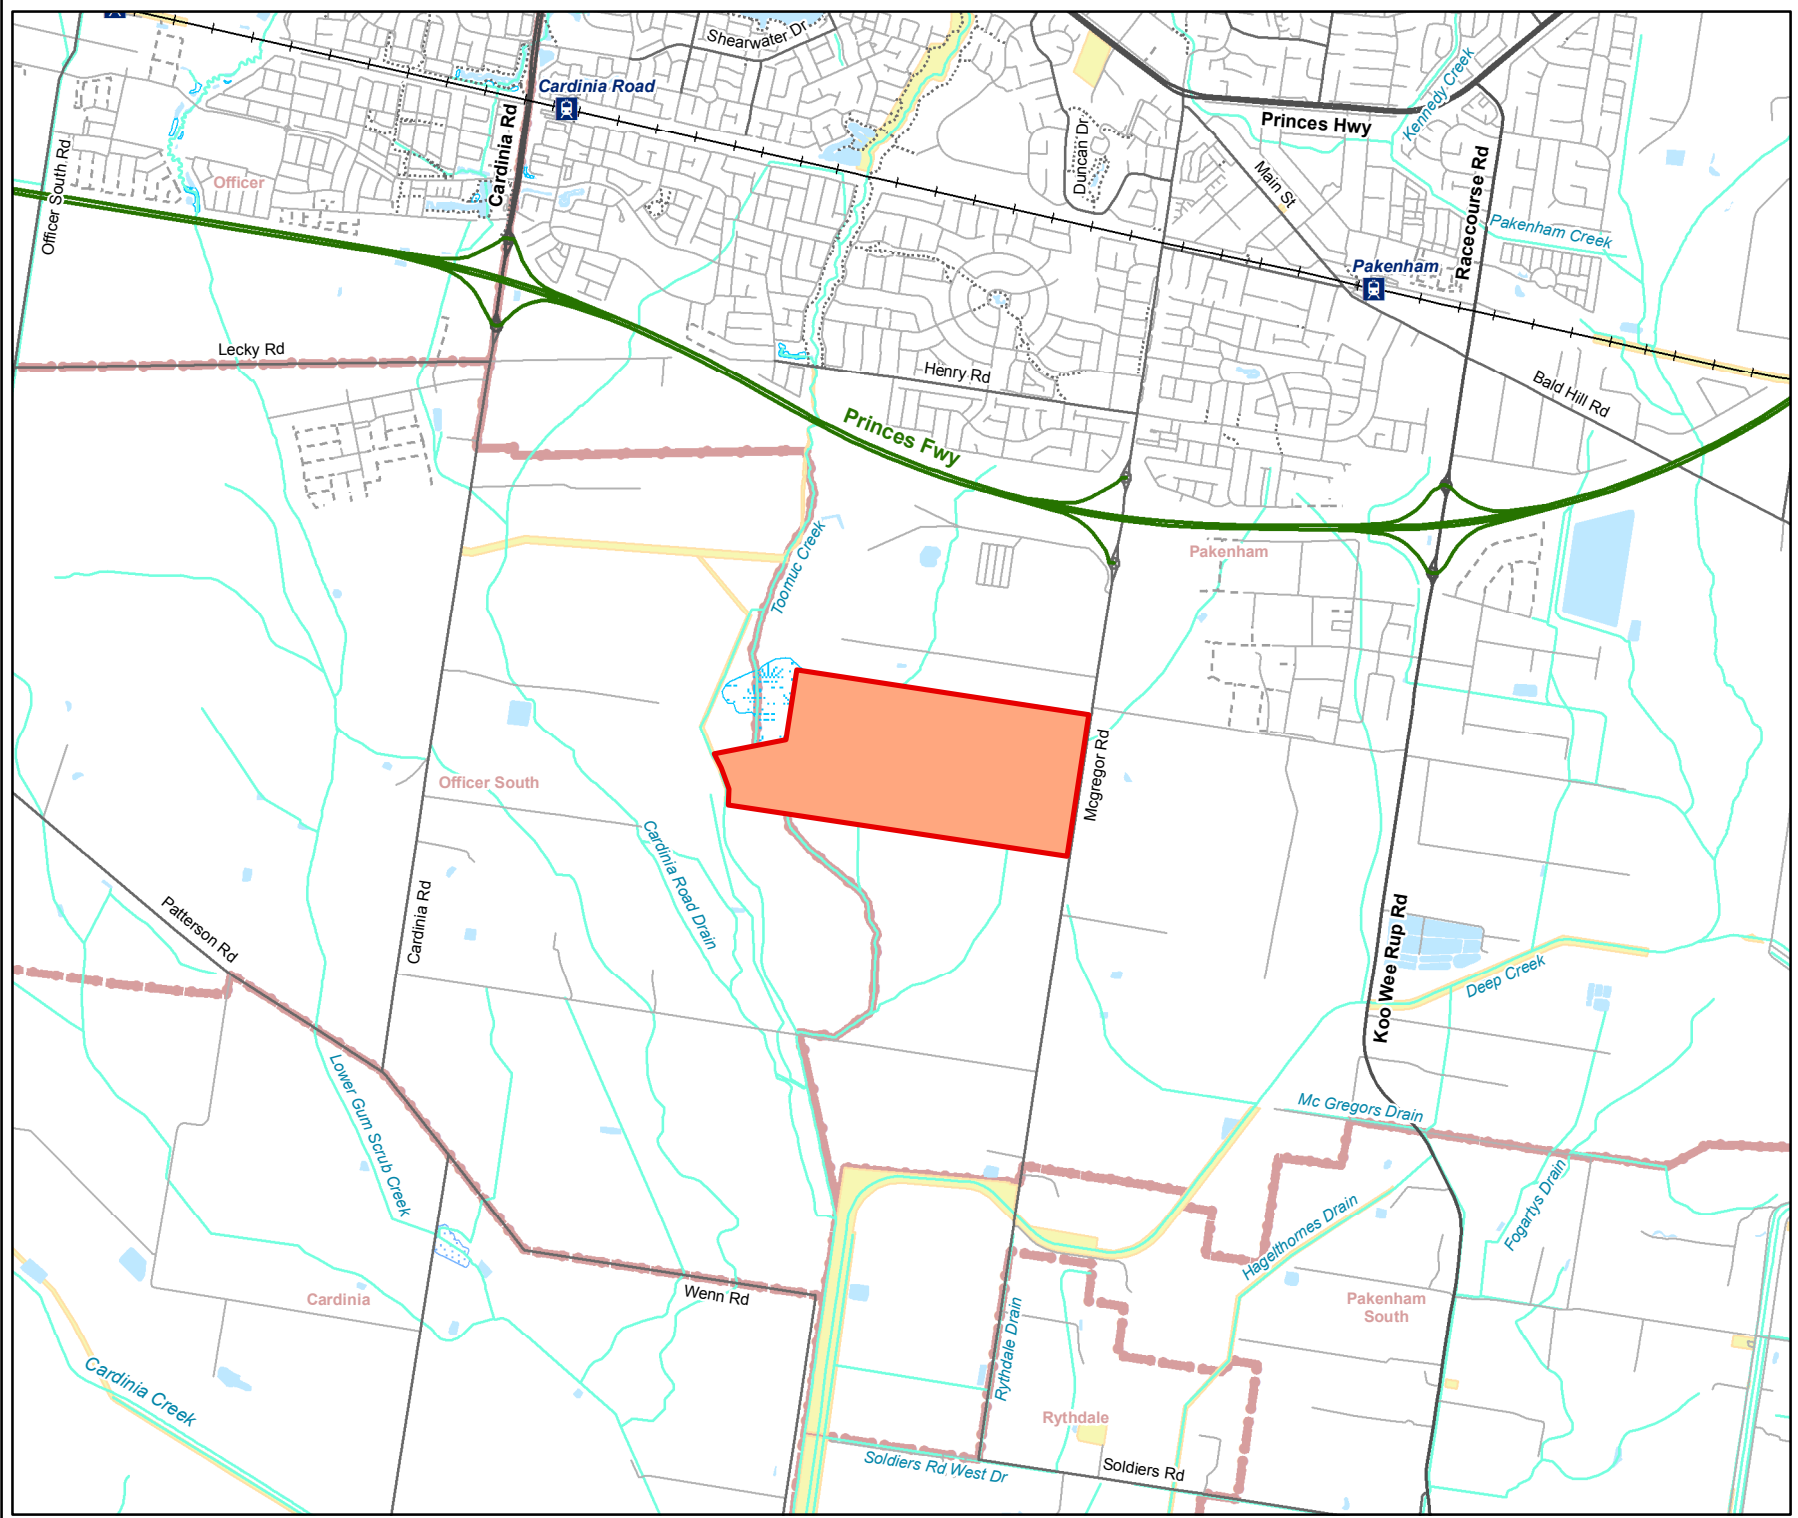 Shearwater Dr
Cardinia Road
Kennedy Creek
Princes Hwy
Cardinia Rd
Duncan Dr
Officer South Rd
Officer
Main St
Racecourse Rd
Pakenham Creek
Pakenham
Lecky Rd
Henry Rd
Bald Hill Rd
Princes Fwy
Toomuc Creek
Pakenham
Mcgregor Rd
Officer South
Cardinia Road Drain
Patterson Rd
Cardinia Rd
Koo Wee Rup Rd
Deep Creek
Lower Gum Scrub Creek
Mc Gregors Drain
Fogartys Drain
Hagelthornes Drain
Cardinia
Wenn Rd
Pakenham
South
Rythdale Drain
Cardinia Creek
Rythdale
Soldiers Rd West Dr
Soldiers Rd